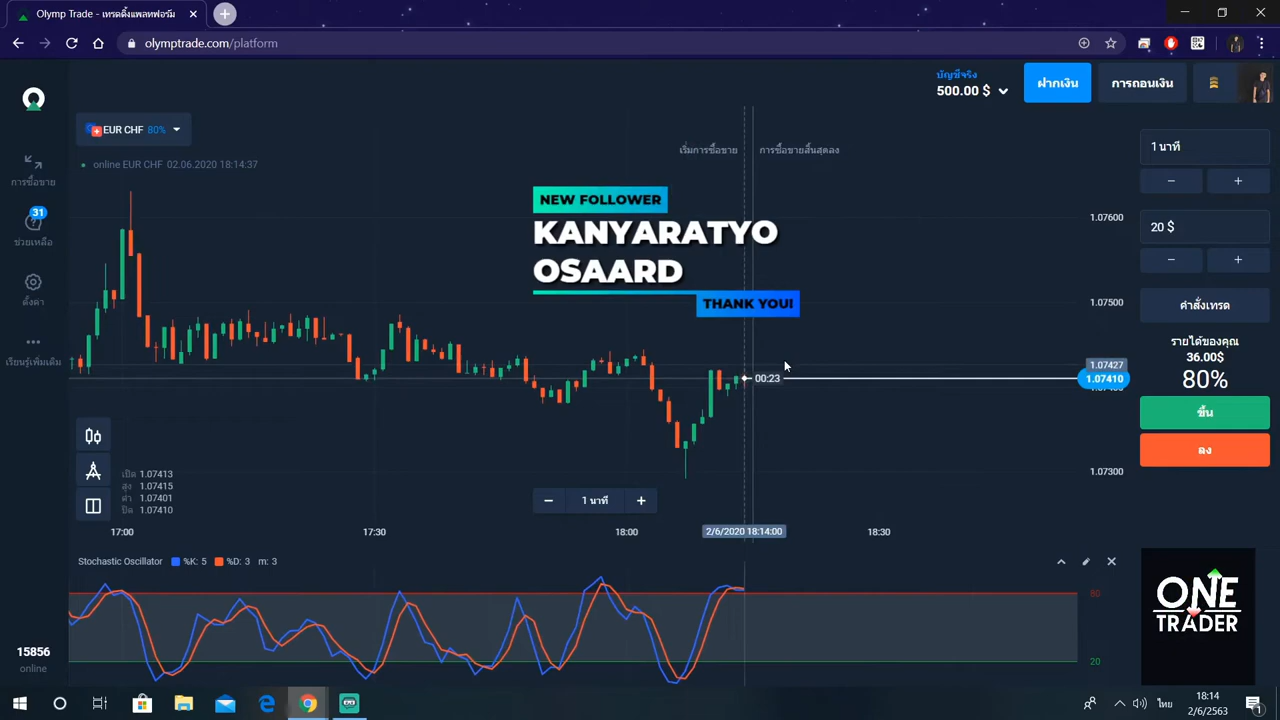 Olymp Trade - เทรดดิ้งแพลทฟอร์ม
olymptrade.com/platform
บัญชีจริง
500.00 $
ฝากเงิน
การถอนเงิน
EUR CHF 80%
online EUR CHF 02.06.2020 18:14:37
เริ่มการซื้อขาย
การซื้อขายสิ้นสุดลง
1 นาที
การซื้อขาย
31
ช่วยเหลือ
ตั้งค่า
เรียนรู้เพิ่มเติม
NEW FOLLOWER
KANYARATYO
OSAARD
THANK YOU!
1.07600
1.07500
1.07427
1.07410
1.07300
00:23
20 $
คำสั่งเทรด
รายได้ของคุณ
36.00$
80%
ขึ้น
ลง
เปิด 1.07413
สูง 1.07415
ต่ำ 1.07401
ปิด 1.07410
1 นาที
17:00
17:30
18:00
2/6/2020 18:14:00
18:30
Stochastic Oscillator %K: 5 %D: 3 m: 3
80
20
ONE
TRADER
15856
online
ไทย
18:14
2/6/2563
1